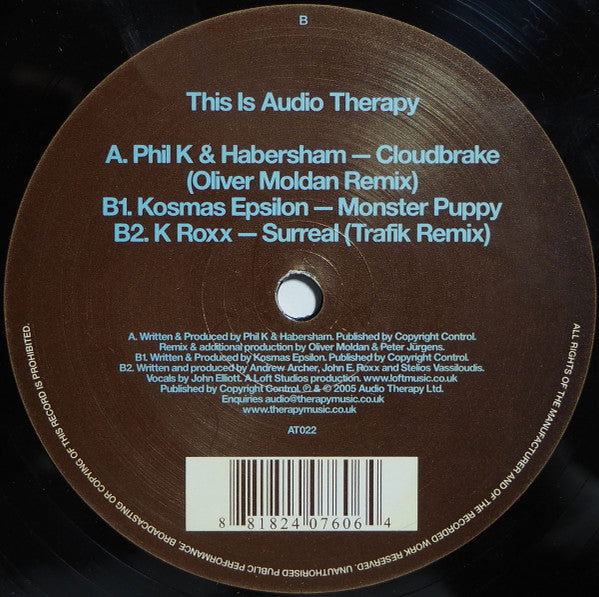 B
This Is Audio Therapy
A. Phil K & Habersham — Cloudbrake
(Oliver Moldan Remix)
B1. Kosmas Epsilon — Monster Puppy
B2. K Roxx — Surreal (Trafik Remix)
A. Written & Produced by Phil K & Habersham. Published by Copyright Control.
Remix & additional production by Oliver Moldan & Peter Jürgens.
B1. Written & Produced by Kosmas Epsilon. Published by Copyright Control.
B2. Written and produced by Andrew Archer, John E. Roxx and Stelios Vassiloudis.
Vocals by John Elliott. A Loft Studios production. www.loftmusic.co.uk
Published by Copyright Control. ℗ & © 2005 Audio Therapy Ltd.
Enquiries audio@therapymusic.co.uk
www.therapymusic.co.uk
AT022
8 81824 07606 4
ALL RIGHTS OF THE MANUFACTURER AND OF THE RECORDED WORK RESERVED. UNAUTHORISED PUBLIC PERFORMANCE, BROADCASTING OR COPYING OF THIS RECORD IS PROHIBITED.